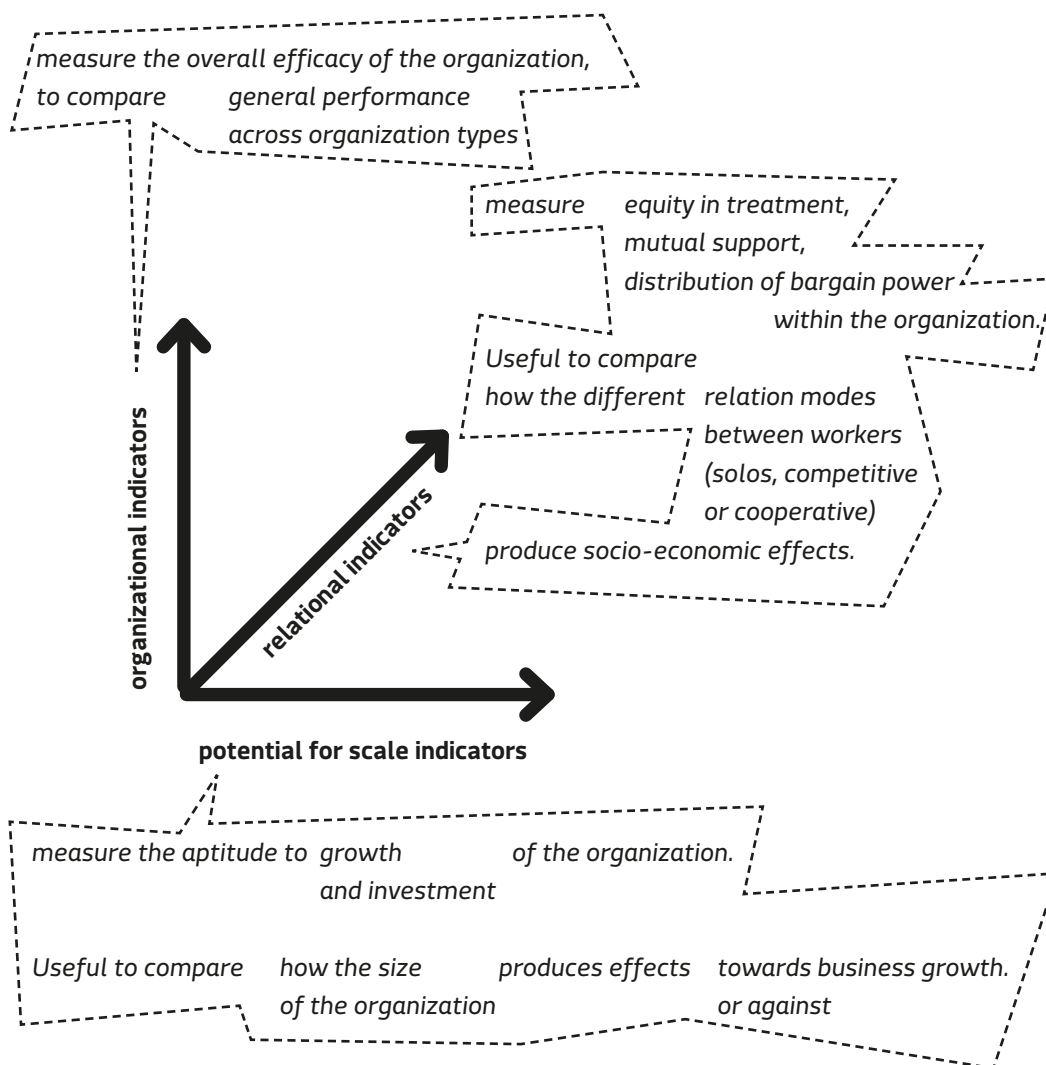 measure the overall efficacy of the organization,
to compare general performance
across organization types
measure equity in treatment,
mutual support,
distribution of bargain power
within the organization.
Useful to compare
how the different relation modes
between workers
(solos, competitive
or cooperative)
produce socio-economic effects.
organizational indicators
relational indicators
potential for scale indicators
measure the aptitude to growth of the organization.
and investment
Useful to compare how the size produces effects towards business growth.
of the organization or against